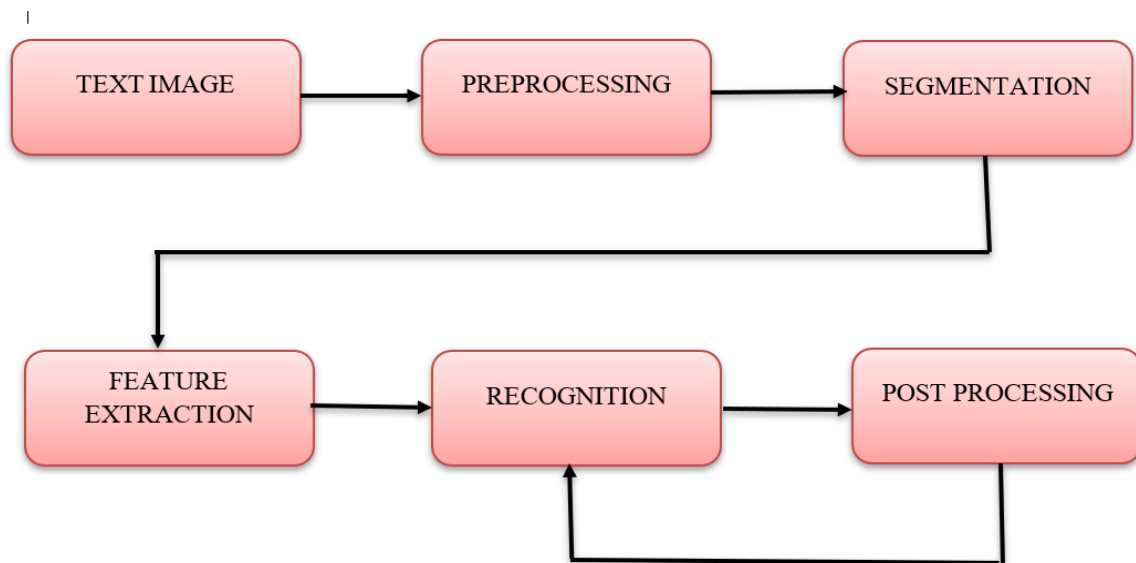 TEXT IMAGE
PREPROCESSING
SEGMENTATION
FEATURE
EXTRACTION
RECOGNITION
POST PROCESSING